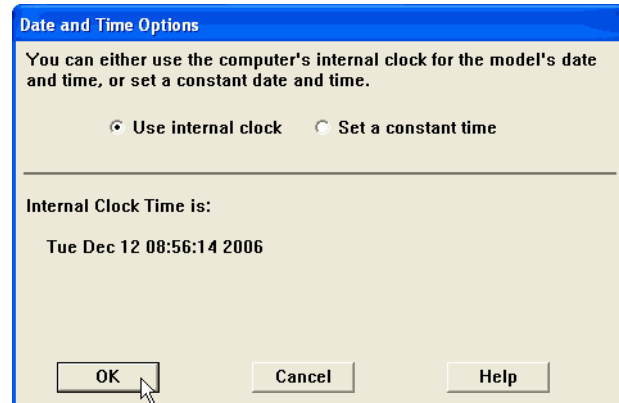 Date and Time Options
You can either use the computer's internal clock for the model's date
and time, or set a constant date and time.
Use internal clock Set a constant time
Internal Clock Time is:
Tue Dec 12 08:56:14 2006
OK Cancel Help